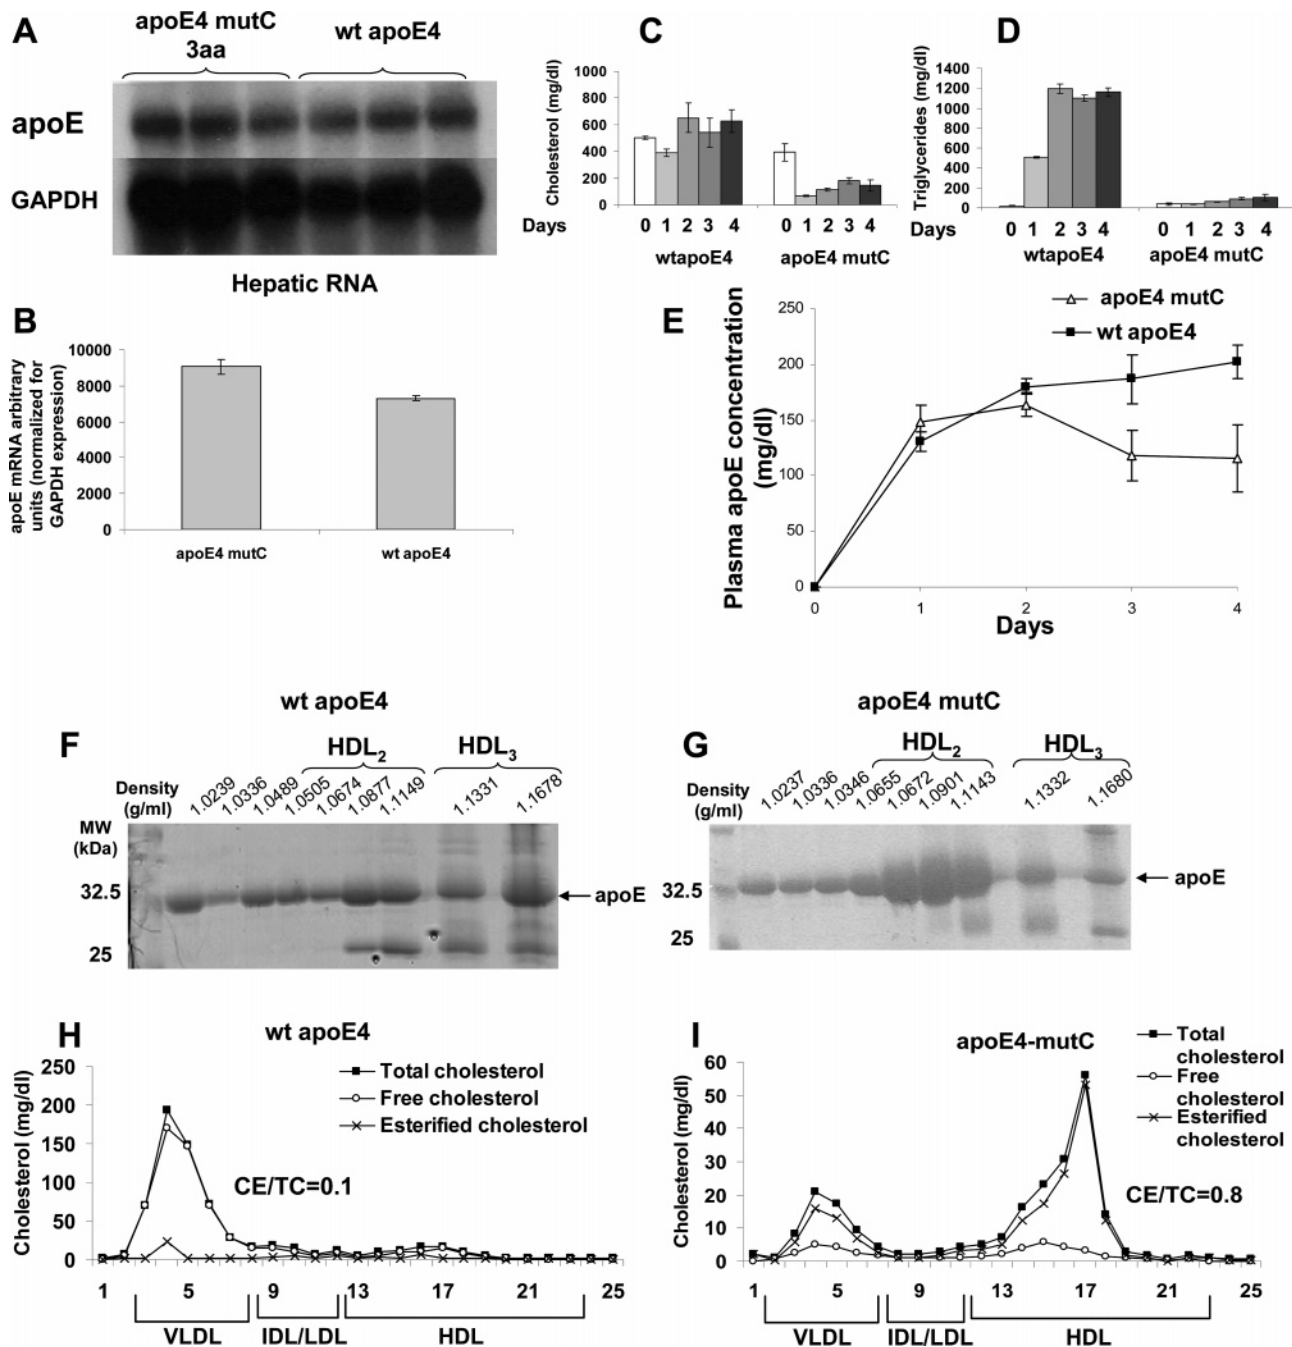 A
apoE4 mutC
3aa
wt apoE4
apoE
GAPDH
Hepatic RNA
B
apoE mRNA arbitrary
units (normalized for
GAPDH expression)
10000
8000
6000
4000
2000
0
apoE4 mutC
wt apoE4
C
Cholesterol (mg/dl)
1000
800
600
400
200
0
Days
0 1 2 3 4
0 1 2 3 4
wtapoE4
apoE4 mutC
D
Triglycerides (mg/dl)
1400
1200
1000
800
600
400
200
0
Days
0 1 2 3 4
0 1 2 3 4
wtapoE4
apoE4 mutC
E
apoE4 mutC
wt apoE4
Plasma apoE concentration
(mg/dl)
250
200
150
100
50
0
0 1 2 3 4
Days
wt apoE4
F
HDL2
HDL3
Density
(g/ml)
1.0239
1.0336
1.0489
1.0505
1.0674
1.0877
1.1149
1.1331
1.1678
MW
(kDa)
32.5
25
apoE
apoE4 mutC
G
HDL2
HDL3
Density
(g/ml)
1.0237
1.0336
1.0346
1.0655
1.0672
1.0901
1.1143
1.1332
1.1680
32.5
25
apoE
H
wt apoE4
Total cholesterol
Free cholesterol
Esterified cholesterol
Cholesterol (mg/dl)
250
200
150
100
50
0
CE/TC=0.1
1 5 9 13 17 21 25
VLDL
IDL/LDL
HDL
I
apoE4-mutC
Total
cholesterol
Free
cholesterol
Esterified
cholesterol
Cholesterol (mg/dl)
60
50
40
30
20
10
0
CE/TC=0.8
1 5 9 13 17 21 25
VLDL
IDL/LDL
HDL